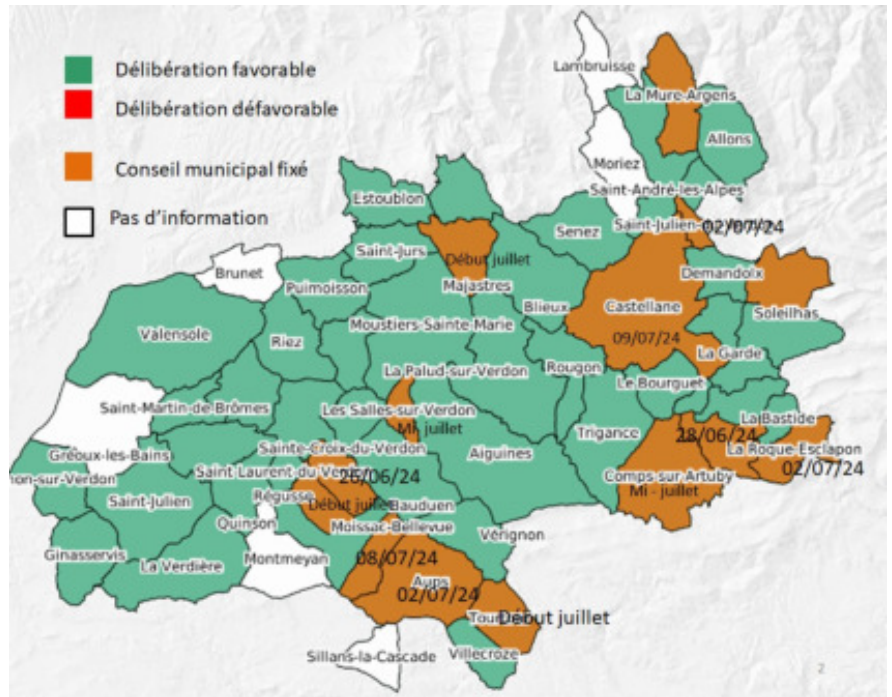 Délibération favorable
Délibération défavorable
Conseil municipal fixé
Pas d'information
Lambruisse
La Mure-Argens
Allons
Moriez
Saint-André-les-Alpes
Estoublon
Senez
Saint-Julien-
02/07/24
Saint-Jurs
Début juillet
Demandolx
Brunet
Puimoisson
Majastres
Blieux
Castellane
Soleilhas
Valensole
Riez
Moustiers-Sainte-Marie
09/07/24
La Garde
La Palud-sur-Verdon
Rougon
Le Bourguet
Saint-Martin-de-Brômes
Les Salles-sur-Verdon
Mi- juillet
Trigance
La Bastide
28/06/24
Gréoux-les-Bains
Sainte-Croix-du-Verdon
Aiguines
La Roque-Esclapon
02/07/24
non-sur-Verdon
Saint-Julien
Saint Laurent du Verdon
26/06/24
Comps sur Artuby
Mi - juillet
Régusse
Début juillet
Bauduen
Quinson
Moissac-Bellevue
Vérignon
Ginasservis
La Verdière
Montmeyan
08/07/24
Aups
02/07/24
Début juillet
Sillans-la-Cascade
Villecroze
2